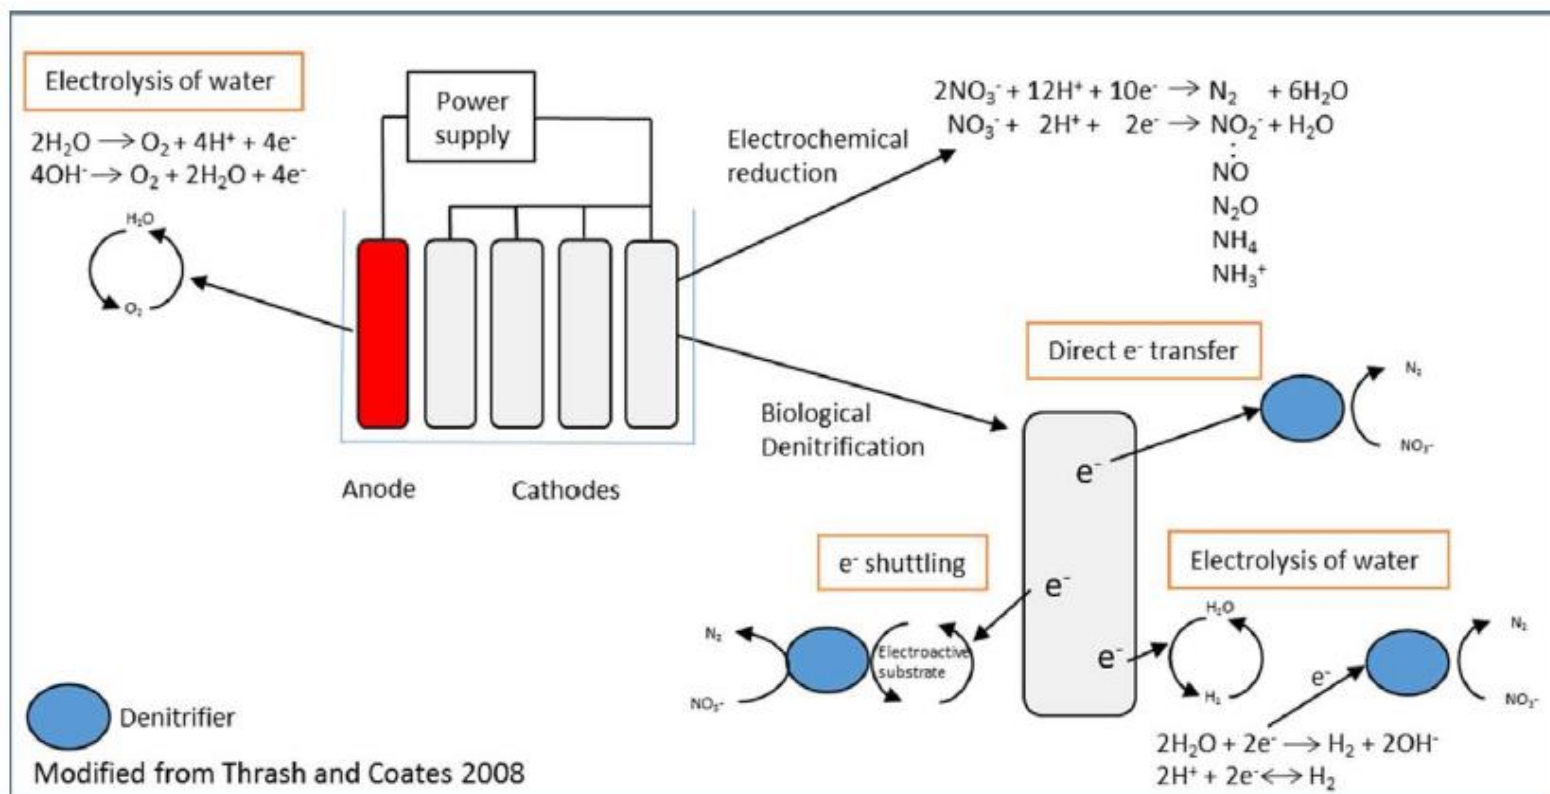 Electrolysis of water
2H₂O → O₂ + 4H⁺ + 4e⁻
4OH⁻ → O₂ + 2H₂O + 4e⁻
H₂O
O₂
Power
supply
Anode
Cathodes
Electrochemical
reduction
2NO₃⁻ + 12H⁺ + 10e⁻ → N₂ + 6H₂O
NO₃⁻ + 2H⁺ + 2e⁻ → NO₂⁻ + H₂O
:
NO
N₂O
NH₄
NH₃⁺
Biological
Denitrification
Direct e⁻ transfer
e⁻
N₂
NO₃⁻
e⁻ shuttling
e⁻
N₂
NO₃⁻
Electroactive
substrate
Electrolysis of water
e⁻
H₂O
H₂
e⁻
N₂
NO₃⁻
2H₂O + 2e⁻ → H₂ + 2OH⁻
2H⁺ + 2e⁻ ↔ H₂
Denitrifier
Modified from Thrash and Coates 2008